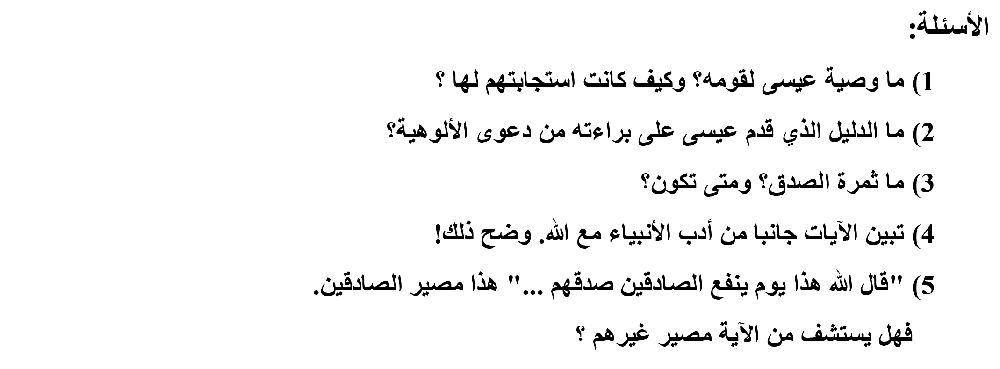 الأسئلة:
1) ما وصية عيسى لقومه؟ وكيف كانت استجابتهم لها ؟
2) ما الدليل الذي قدم عيسى على براءته من دعوى الألوهية؟
3) ما ثمرة الصدق؟ ومتى تكون؟
4) تبين الآيات جانبا من أدب الأنبياء مع الله. وضح ذلك!
5) "قال الله هذا يوم ينفع الصادقين صدقهم ..." هذا مصير الصادقين.
فهل يستشف من الآية مصير غيرهم ؟